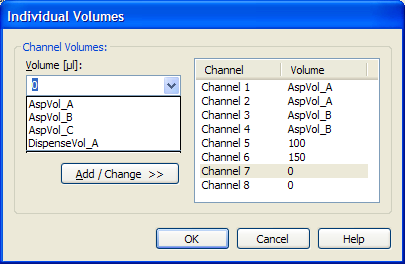 Individual Volumes
Channel Volumes:
Volume [µl]:
0
AspVol_A
AspVol_B
AspVol_C
DispenseVol_A
Add / Change >>
Channel Volume
Channel 1 AspVol_A
Channel 2 AspVol_A
Channel 3 AspVol_B
Channel 4 AspVol_B
Channel 5 100
Channel 6 150
Channel 7 0
Channel 8 0
OK Cancel Help